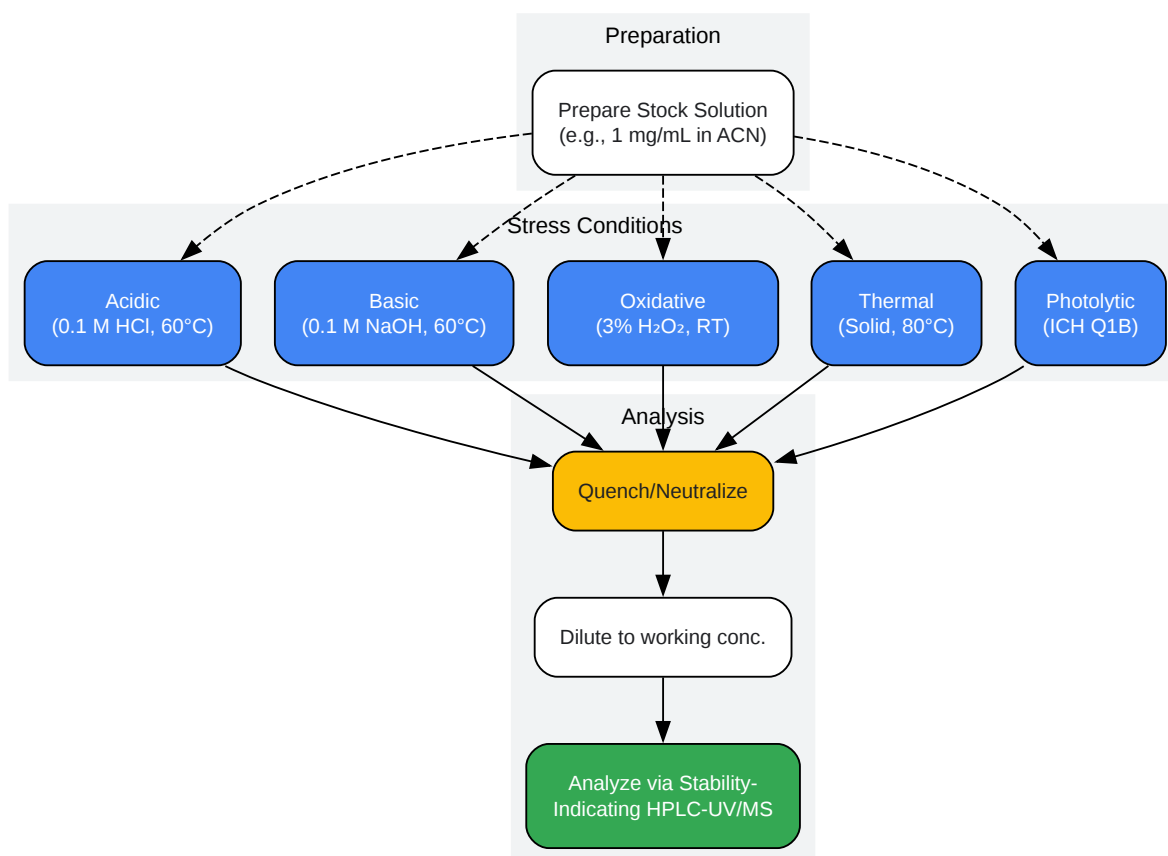 Preparation
Prepare Stock Solution
(e.g., 1 mg/mL in ACN)
Stress Conditions
Acidic
(0.1 M HCl, 60°C)
Basic
(0.1 M NaOH, 60°C)
Oxidative
(3% H₂O₂, RT)
Thermal
(Solid, 80°C)
Photolytic
(ICH Q1B)
Analysis
Quench/Neutralize
Dilute to working conc.
Analyze via Stability-
Indicating HPLC-UV/MS